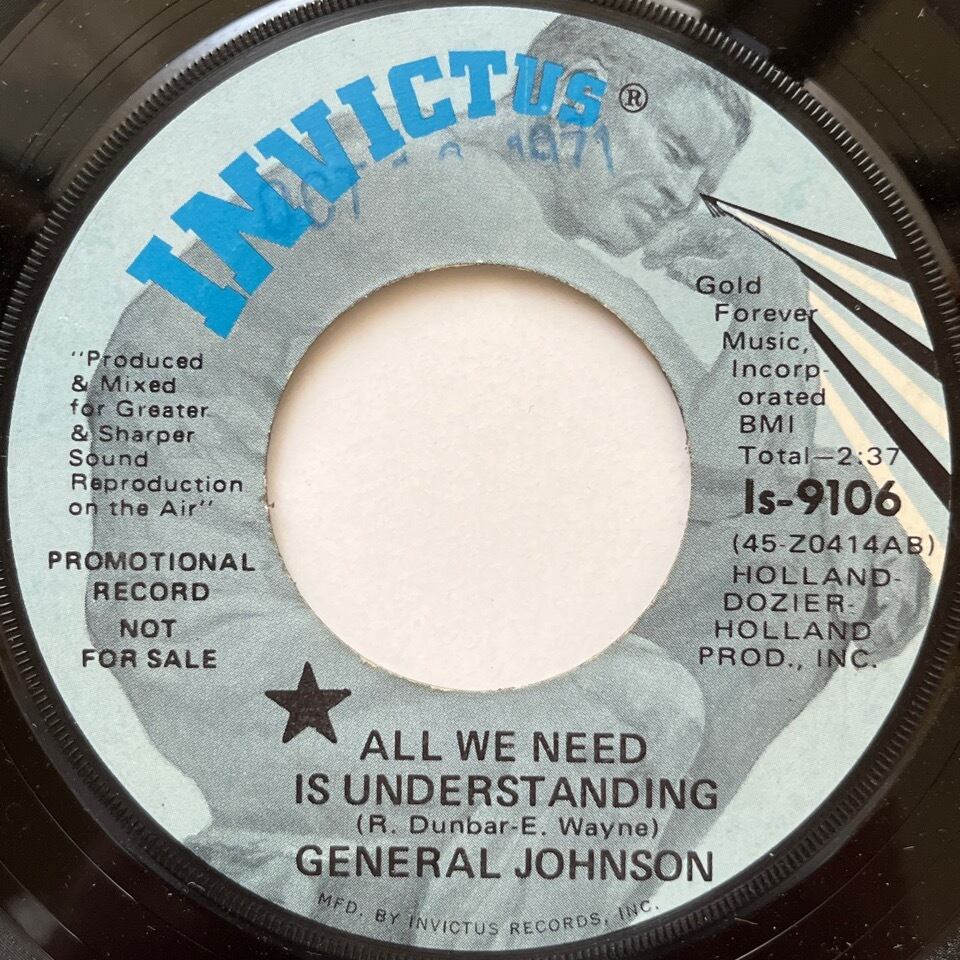 INVICTUS®
1971
"Produced
& Mixed
for Greater
& Sharper
Sound
Reproduction
on the Air"
PROMOTIONAL
RECORD
NOT
FOR SALE
Gold
Forever
Music,
Incorp-
orated
BMI
Total—2:37
Is-9106
(45-Z0414AB)
HOLLAND-
DOZIER-
HOLLAND
PROD., INC.
ALL WE NEED
IS UNDERSTANDING
(R. Dunbar-E. Wayne)
GENERAL JOHNSON
MFD. BY INVICTUS RECORDS, INC.